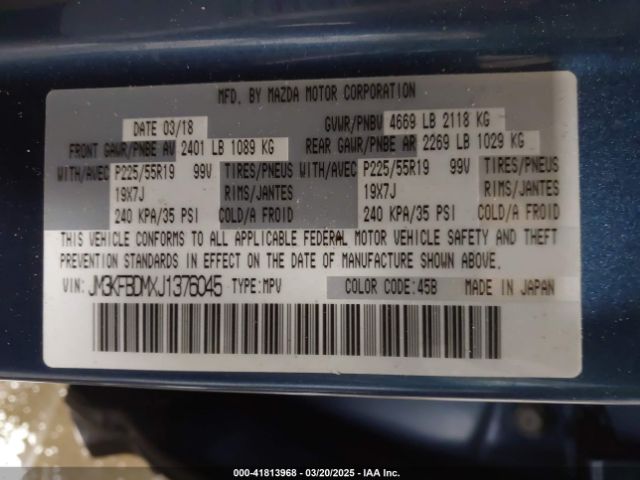 MFD. BY MAZDA MOTOR CORPORATION
DATE 03/18 GVWR/PNBV 4669 LB 2118 KG
FRONT GAWR/PNBE AV 2401 LB 1089 KG REAR GAWR/PNBE AR 2269 LB 1029 KG
WITH/AVEC P225/55R19 99V TIRES/PNEUS WITH/AVEC P225/55R19 99V TIRES/PNEUS
19X7J RIMS/JANTES 19X7J RIMS/JANTES
240 KPA/35 PSI COLD/A FROID 240 KPA/35 PSI COLD/A FROID
THIS VEHICLE CONFORMS TO ALL APPLICABLE FEDERAL MOTOR VEHICLE SAFETY AND THEFT
PREVENTION STANDARDS IN EFFECT ON THE DATE OF MANUFACTURE SHOWN ABOVE.
VIN: JM3KFBDMXJ1376045 TYPE:MPV COLOR CODE:45B MADE IN JAPAN
000-41813968 | 03/20/2025 | IAA Inc.